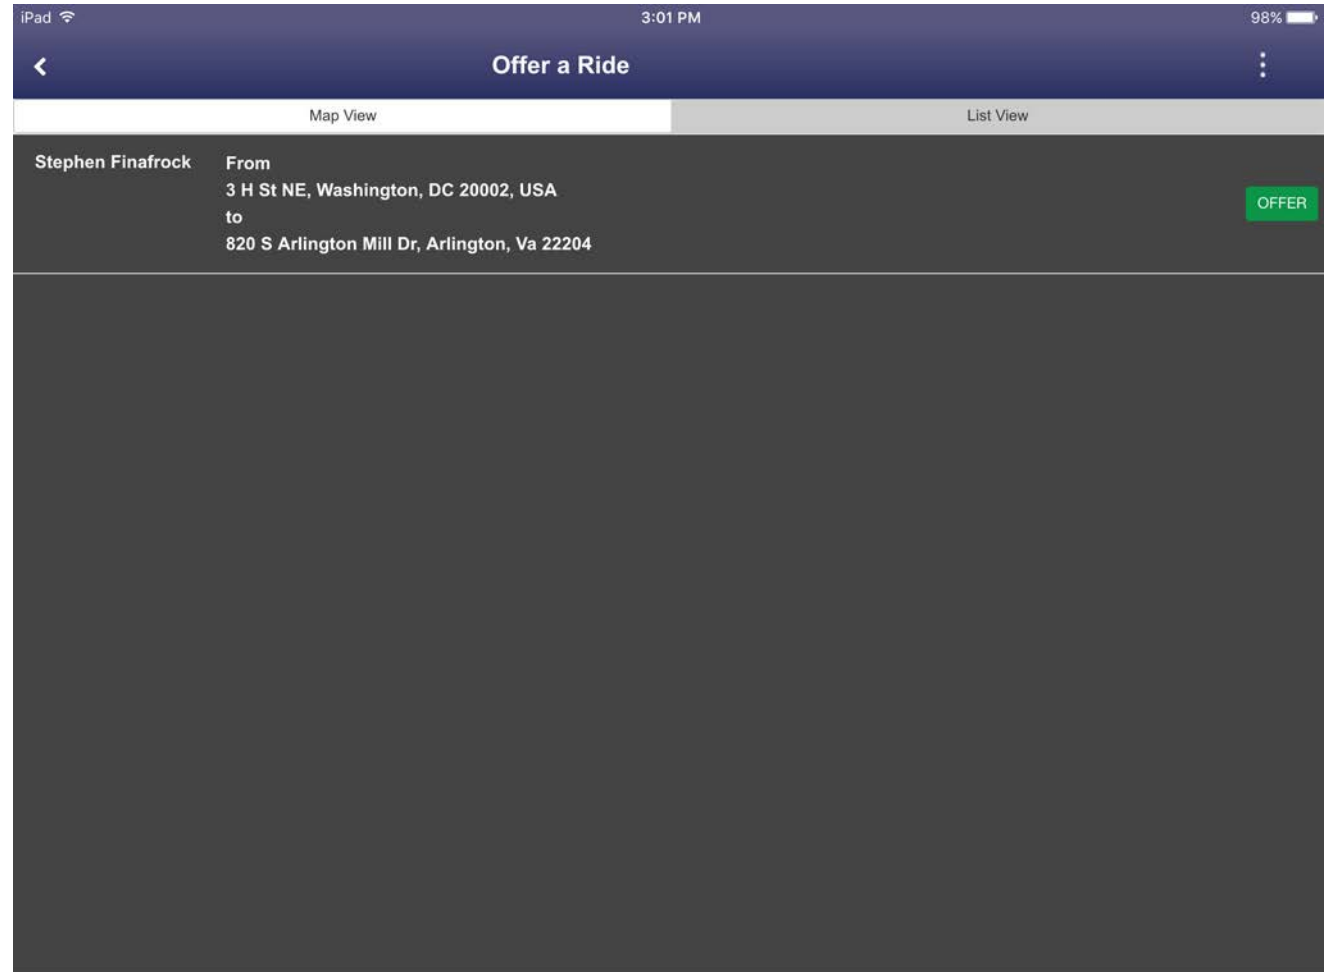 iPad 3:01 PM 98%
Offer a Ride
Map View List View
Stephen Finafrock From
3 H St NE, Washington, DC 20002, USA
OFFER
to
820 S Arlington Mill Dr, Arlington, Va 22204